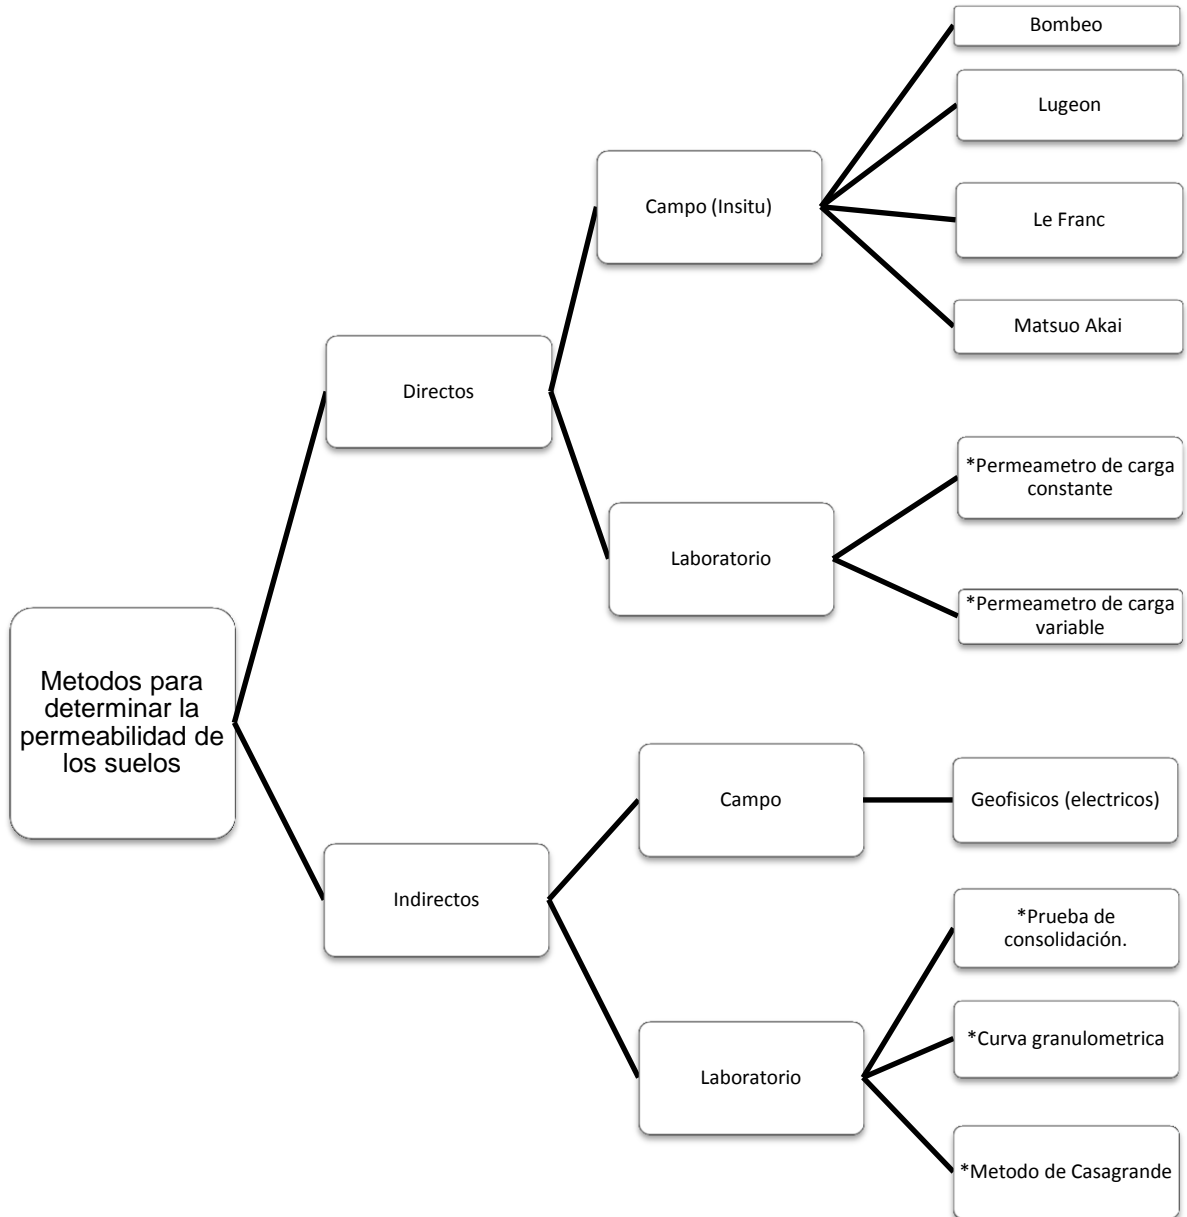 Bombeo
Lugeon
Campo (Insitu)
Le Franc
Matsuo Akai
Directos
*Permeametro de carga
constante
Laboratorio
*Permeametro de carga
variable
Metodos para
determinar la
permeabilidad de
los suelos
Campo
Geofisicos (electricos)
Indirectos
*Prueba de
consolidación.
*Curva granulometrica
Laboratorio
*Metodo de Casagrande